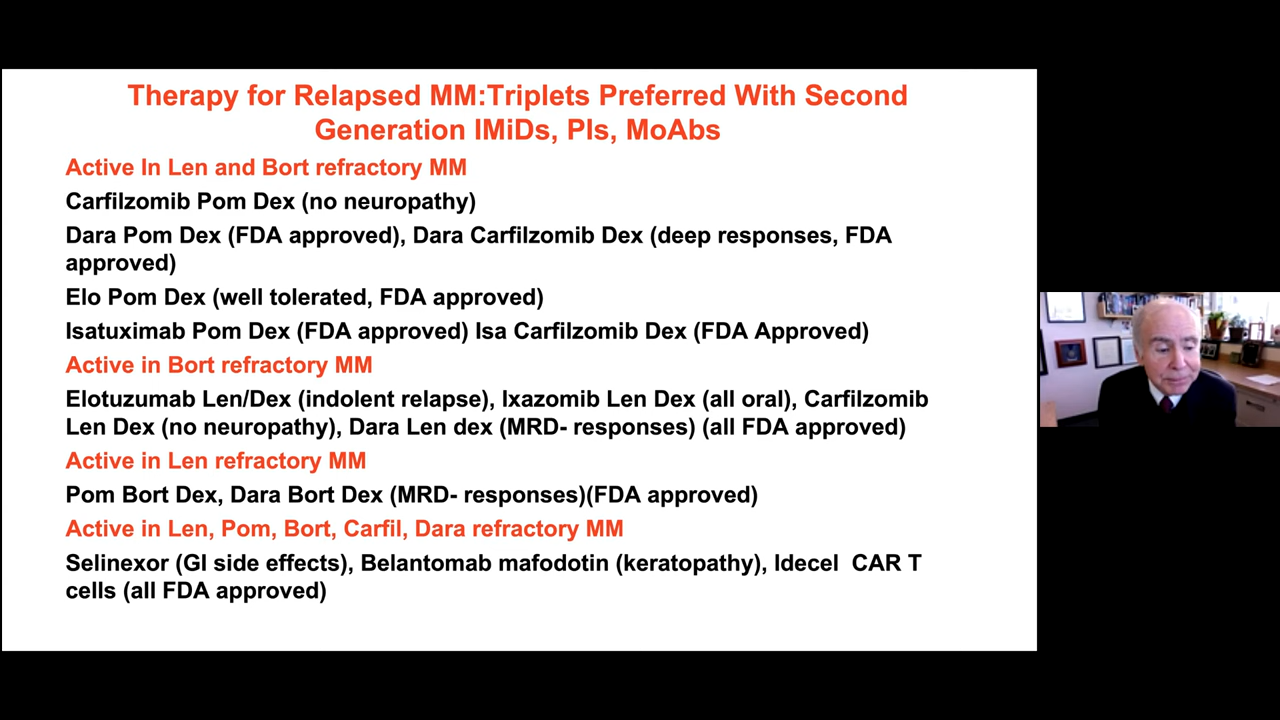 Therapy for Relapsed MM:Triplets Preferred With Second
Generation IMiDs, PIs, MoAbs
Active In Len and Bort refractory MM
Carfilzomib Pom Dex (no neuropathy)
Dara Pom Dex (FDA approved), Dara Carfilzomib Dex (deep responses, FDA
approved)
Elo Pom Dex (well tolerated, FDA approved)
Isatuximab Pom Dex (FDA approved) Isa Carfilzomib Dex (FDA Approved)
Active in Bort refractory MM
Elotuzumab Len/Dex (indolent relapse), Ixazomib Len Dex (all oral), Carfilzomib
Len Dex (no neuropathy), Dara Len dex (MRD- responses) (all FDA approved)
Active in Len refractory MM
Pom Bort Dex, Dara Bort Dex (MRD- responses)(FDA approved)
Active in Len, Pom, Bort, Carfil, Dara refractory MM
Selinexor (GI side effects), Belantomab mafodotin (keratopathy), Idecel  CAR T
cells (all FDA approved)